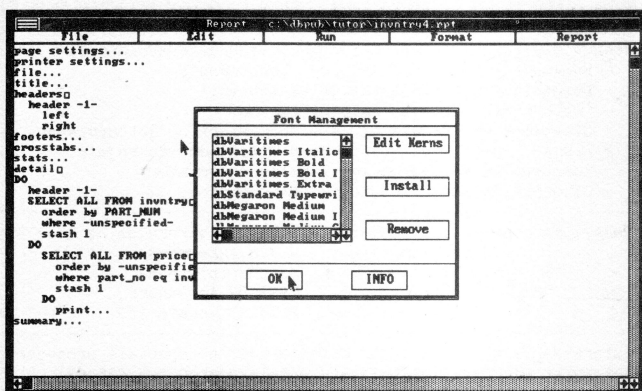 Report c:\dbpub\tutor\invntry4.rpt
File Edit Run Format Report
page settings...
printer settings...
file...
title...
headers
header -1-
left
right
footers...
crosstabs...
stats...
detail
DO
header -1-
SELECT ALL FROM invntry
order by PART_NUM
where -unspecified-
stash 1
DO
SELECT ALL FROM price
order by -unspecifie
where part_no eq inv
stash 1
DO
print...
summary...
Font Management
dbVaritimes
dbVaritimes Italic
dbVaritimes Bold
dbVaritimes Bold I
dbVaritimes Extra
dbStandard Typewri
dbMegaron Medium
dbMegaron Medium I
Edit Kerns
Install
Remove
OK INFO